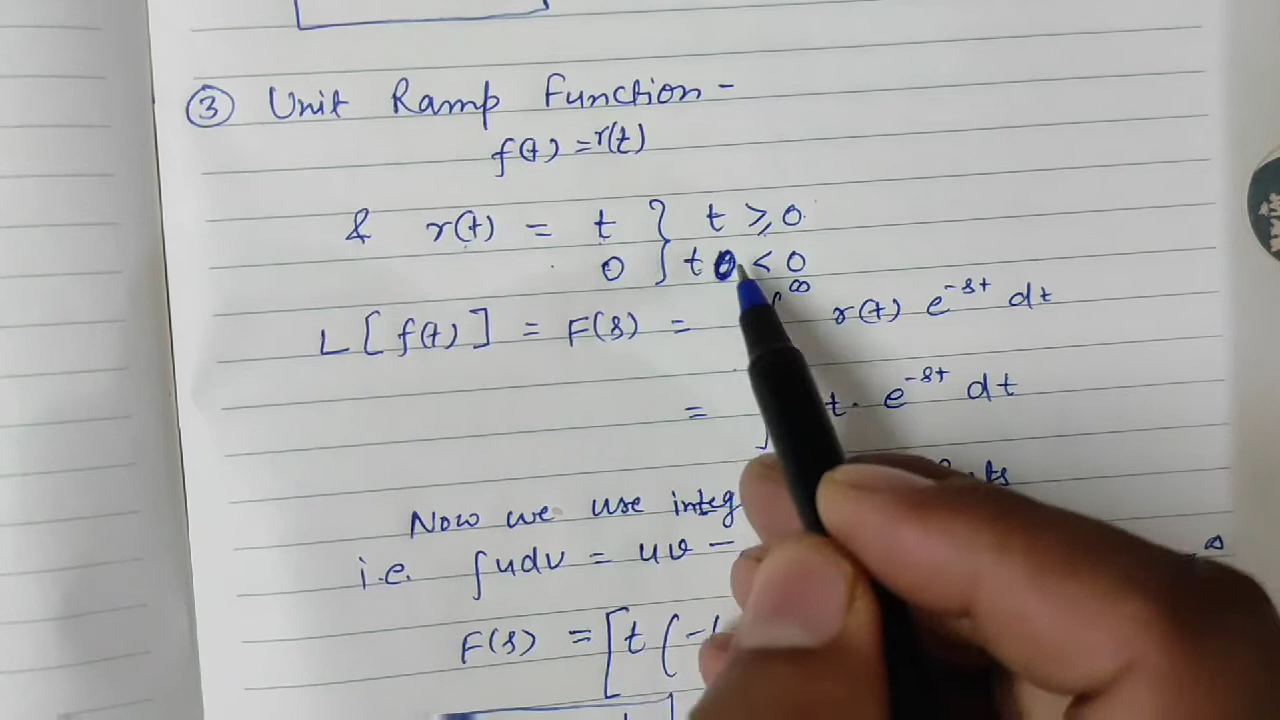 ③ Unit Ramp Function -
f(t) = r(t)
& r(t) = t } t ≥ 0
0 } t < 0
L [f(t)] = F(s) = ∞ r(t) e^-st dt
= ∫ t. e^-st dt
Now we use
i.e. ∫udv = uv −
F(s) = [t (-